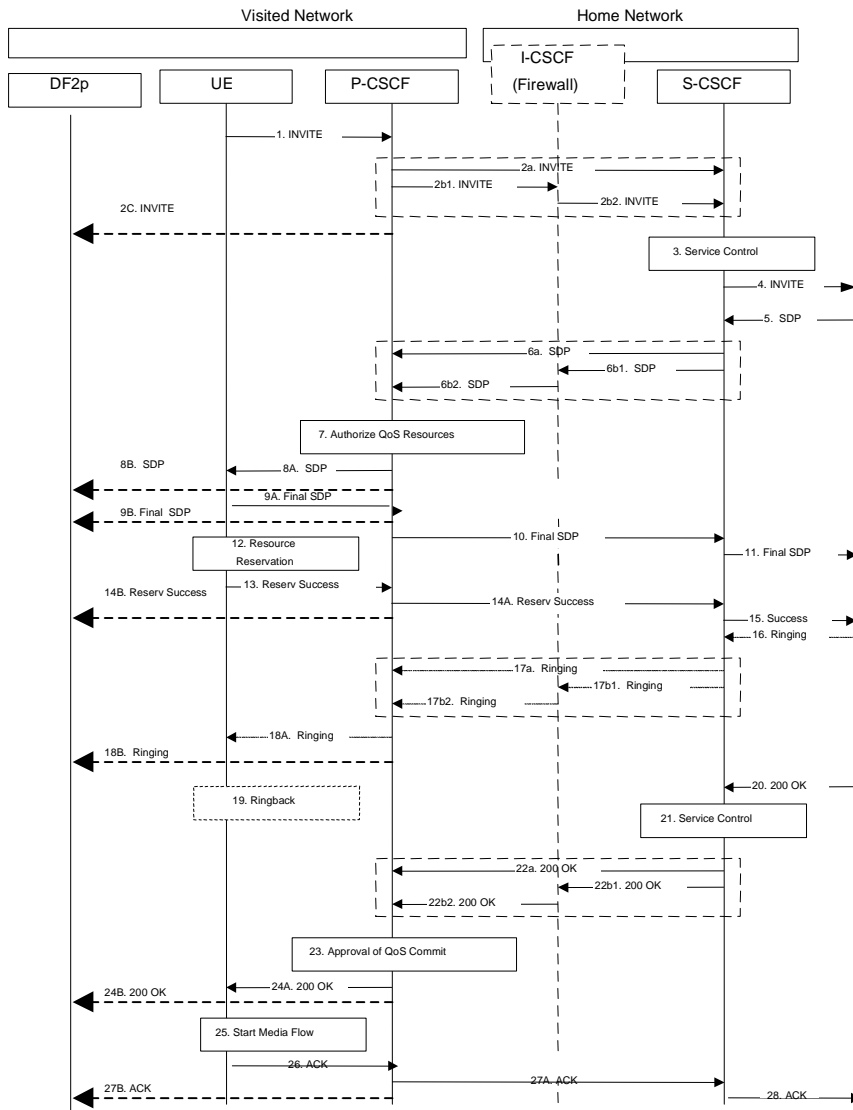 Visited Network
Home Network
DF2p
UE
P-CSCF
I-CSCF
(Firewall)
S-CSCF
1. INVITE
2a. INVITE
2b1. INVITE
2b2. INVITE
2C. INVITE
3. Service Control
4. INVITE
5. SDP
6a. SDP
6b1. SDP
6b2. SDP
7. Authorize QoS Resources
8B. SDP
8A. SDP
9A. Final SDP
9B. Final SDP
10. Final SDP
12. Resource
Reservation
11. Final SDP
13. Reserv Success
14B. Reserv Success
14A. Reserv Success
15. Success
16. Ringing
17a. Ringing
17b1. Ringing
17b2. Ringing
18A. Ringing
18B. Ringing
20. 200 OK
19. Ringback
21. Service Control
22a. 200 OK
22b1. 200 OK
22b2. 200 OK
23. Approval of QoS Commit
24A. 200 OK
24B. 200 OK
25. Start Media Flow
26. ACK
27A. ACK
27B. ACK
28. ACK